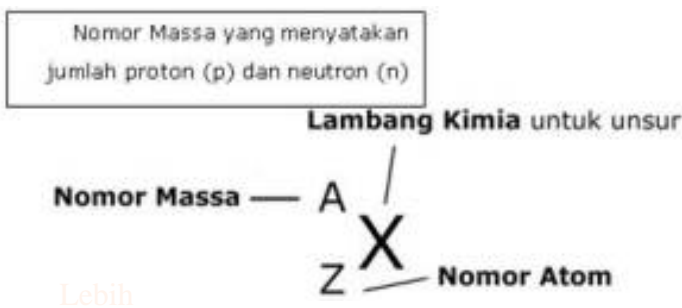 Nomor Massa yang menyatakan
jumlah proton (p) dan neutron (n)
Lambang Kimia untuk unsur
Nomor Massa — A
X
Z — Nomor Atom
Lebih